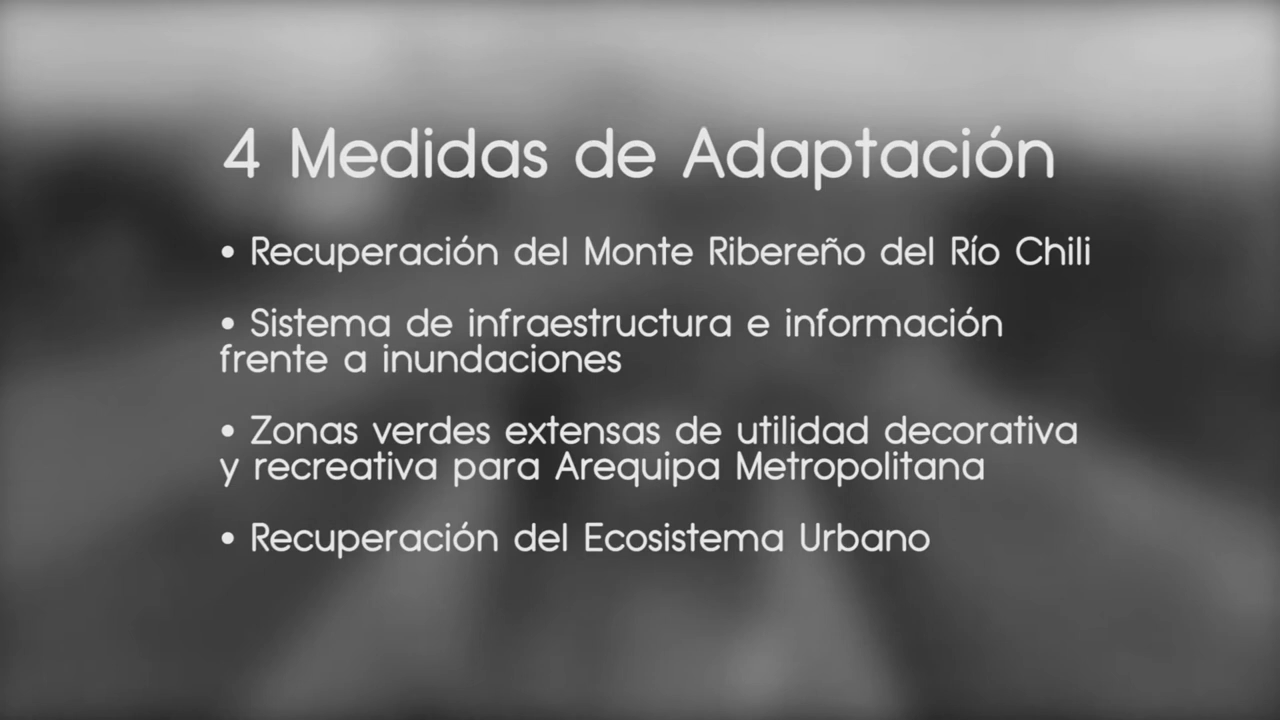 4 Medidas de Adaptación
• Recuperación del Monte Ribereño del Río Chili
• Sistema de infraestructura e información
frente a inundaciones
• Zonas verdes extensas de utilidad decorativa
y recreativa para Arequipa Metropolitana
• Recuperación del Ecosistema Urbano